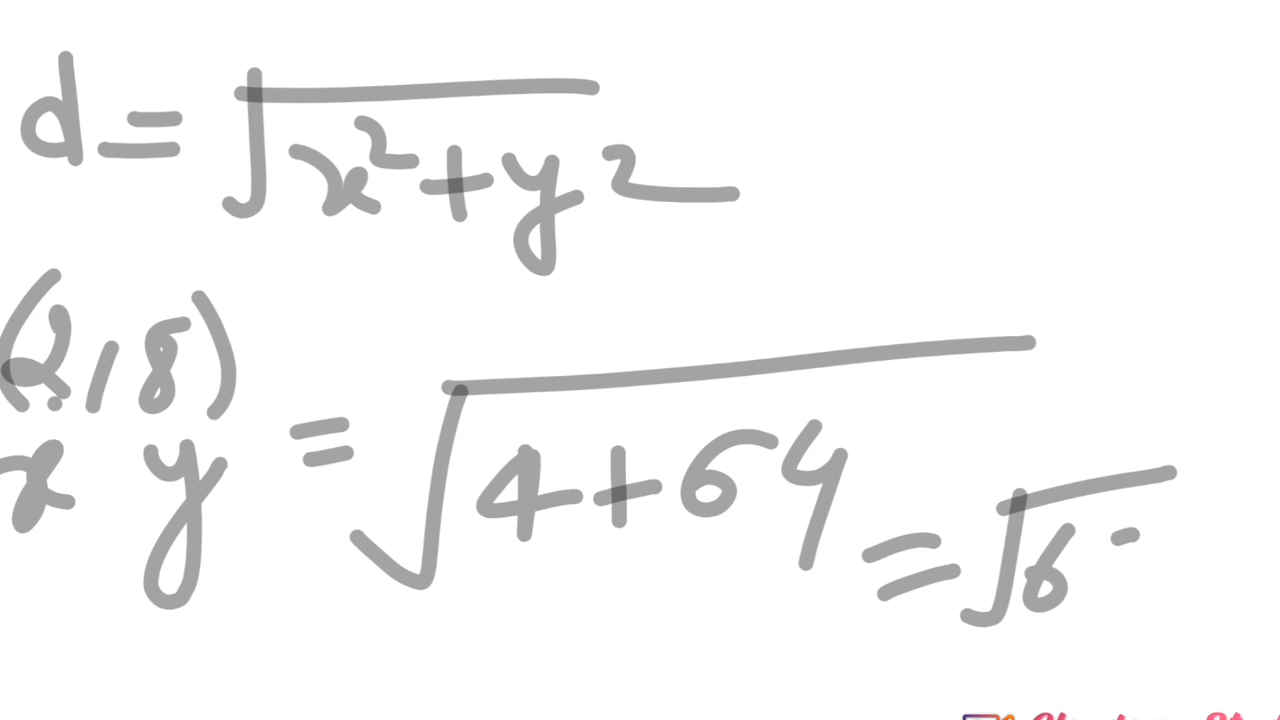 d = √x²+y²
(2,8)
x y = √4+64 = √6